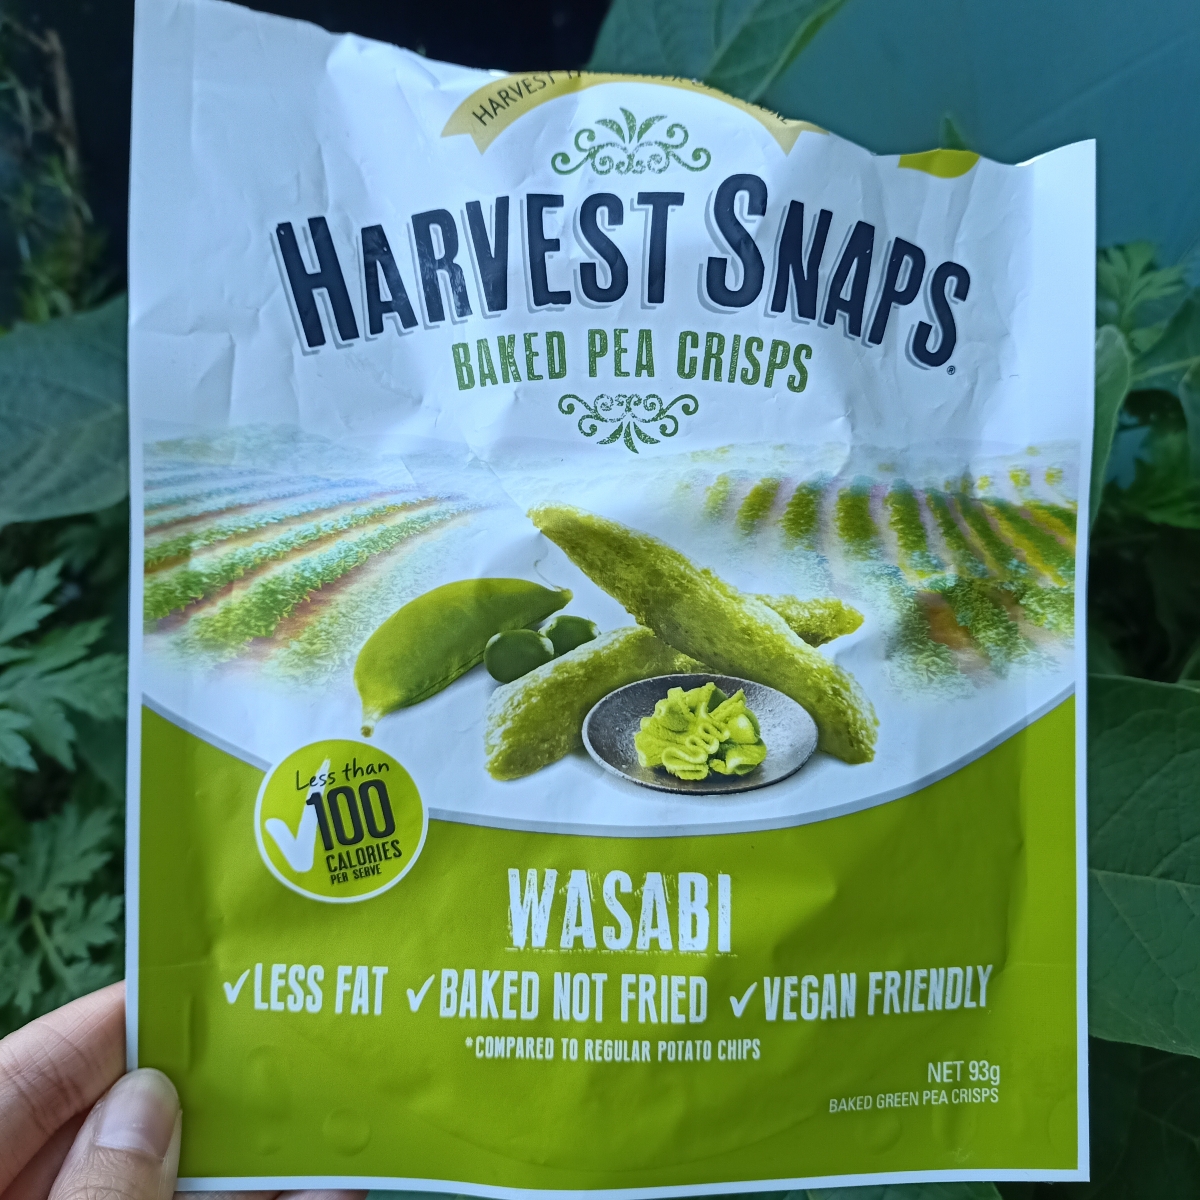 HARVEST
HARVEST SNAPS®
BAKED PEA CRISPS
Less than
100
CALORIES
PER SERVE
WASABI
✓LESS FAT ✓BAKED NOT FRIED ✓VEGAN FRIENDLY
*COMPARED TO REGULAR POTATO CHIPS
NET 93g
BAKED GREEN PEA CRISPS